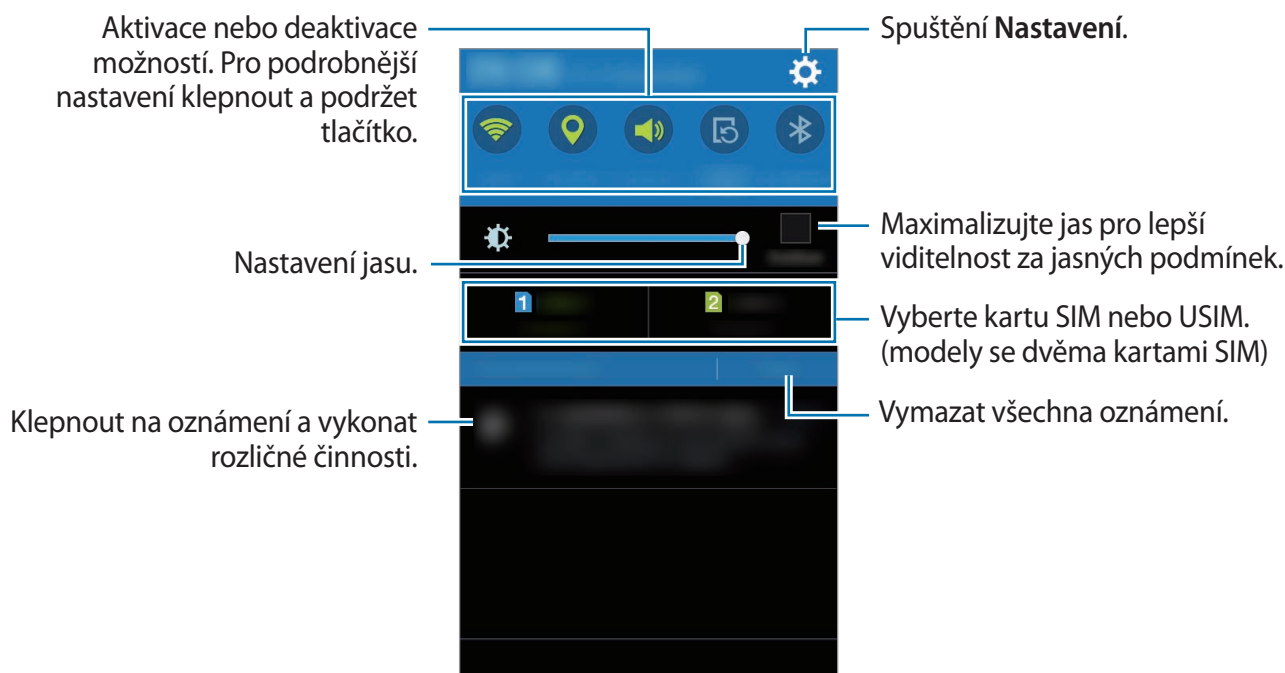 Aktivace nebo deaktivace
možností. Pro podrobnější
nastavení klepnout a podržet
tlačítko.
Spuštění Nastavení.
Nastavení jasu.
Maximalizujte jas pro lepší
viditelnost za jasných podmínek.
1
2
Vyberte kartu SIM nebo USIM.
(modely se dvěma kartami SIM)
Klepnout na oznámení a vykonat
rozličné činnosti.
Vymazat všechna oznámení.